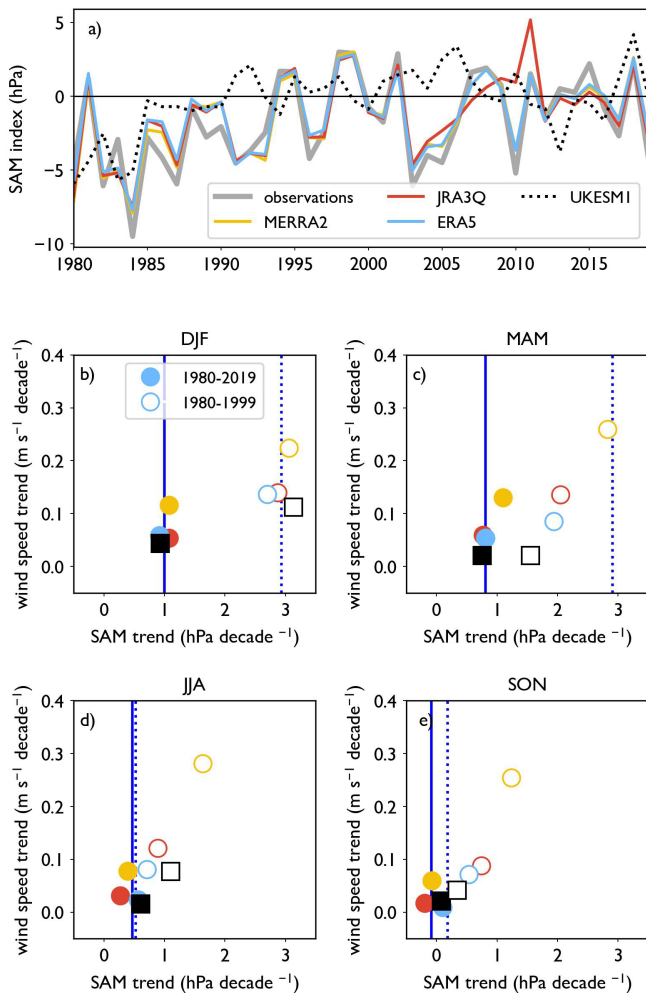 a)
SAM index (hPa)
5
0
−5
−10
observations
MERRA2
JRA3Q
ERA5
UKESM1
1980 1985 1990 1995 2000 2005 2010 2015
DJF
b)
1980-2019
1980-1999
wind speed trend (m s⁻¹ decade⁻¹)
0.4
0.3
0.2
0.1
0.0
0 1 2 3
SAM trend (hPa decade ⁻¹)
MAM
c)
wind speed trend (m s⁻¹ decade⁻¹)
0.4
0.3
0.2
0.1
0.0
0 1 2 3
SAM trend (hPa decade ⁻¹)
JJA
d)
wind speed trend (m s⁻¹ decade⁻¹)
0.4
0.3
0.2
0.1
0.0
0 1 2 3
SAM trend (hPa decade ⁻¹)
SON
e)
wind speed trend (m s⁻¹ decade⁻¹)
0.4
0.3
0.2
0.1
0.0
0 1 2 3
SAM trend (hPa decade ⁻¹)